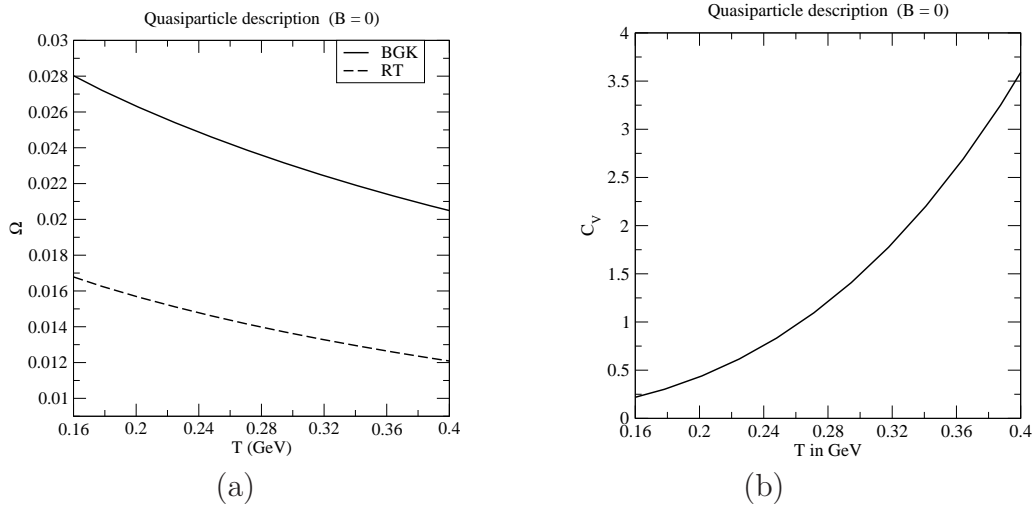 Quasiparticle description (B = 0)
0.03
0.028
0.026
0.024
0.022
0.02
0.018
0.016
0.014
0.012
0.01
Ω
BGK
RT
0.16 0.2 0.24 0.28 0.32 0.36 0.4
T (GeV)
(a)
Quasiparticle description (B = 0)
4
3.5
3
2.5
2
1.5
1
0.5
0
C_V
0.16 0.20 0.24 0.28 0.32 0.36 0.4
T in GeV
(b)